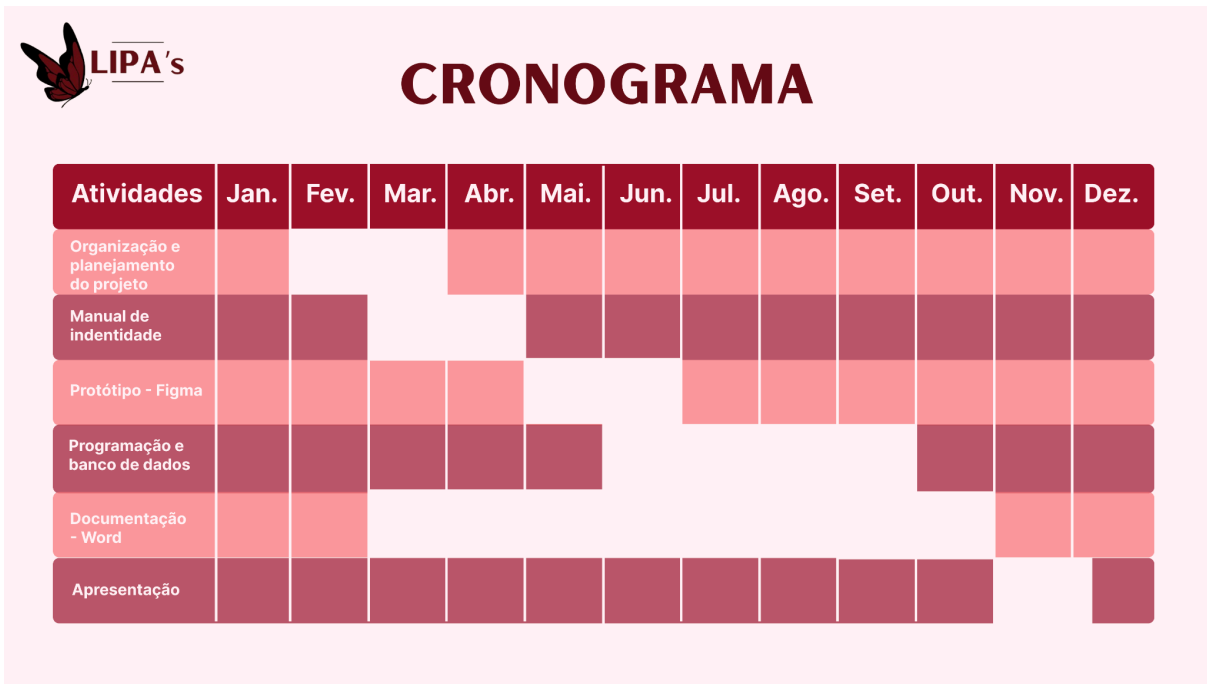 LIPA's
CRONOGRAMA
Atividades Jan. Fev. Mar. Abr. Mai. Jun. Jul. Ago. Set. Out. Nov. Dez.
Organização e
planejamento
do projeto
Manual de
indentidade
Protótipo - Figma
Programação e
banco de dados
Documentação
- Word
Apresentação